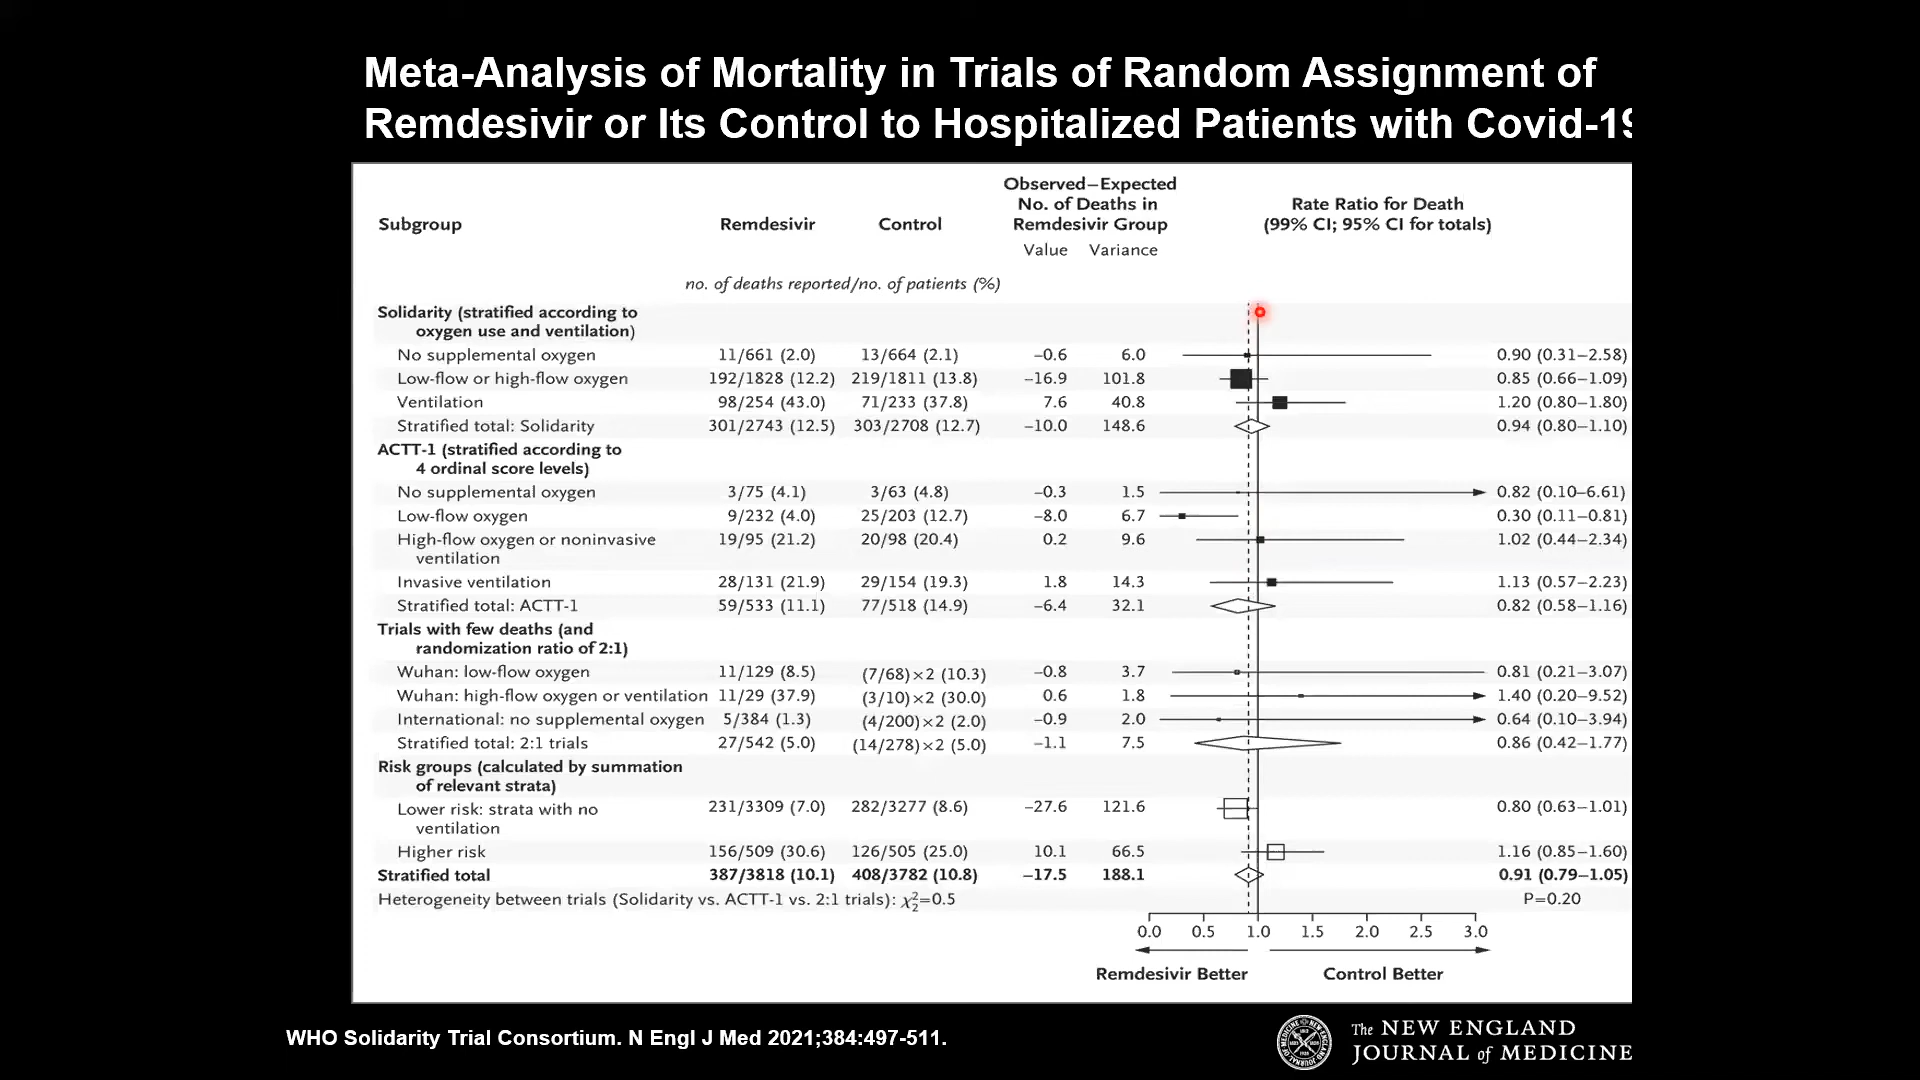 Meta-Analysis of Mortality in Trials of Random Assignment of
Remdesivir or Its Control to Hospitalized Patients with Covid-19
Subgroup Remdesivir Control Observed–Expected No. of Deaths in Remdesivir Group Rate Ratio for Death (99% CI; 95% CI for totals)
Value Variance
no. of deaths reported/no. of patients (%)
Solidarity (stratified according to
oxygen use and ventilation)
No supplemental oxygen 11/661 (2.0) 13/664 (2.1) –0.6 6.0 0.90 (0.31–2.58)
Low-flow or high-flow oxygen 192/1828 (12.2) 219/1811 (13.8) –16.9 101.8 0.85 (0.66–1.09)
Ventilation 98/254 (43.0) 71/233 (37.8) 7.6 40.8 1.20 (0.80–1.80)
Stratified total: Solidarity 301/2743 (12.5) 303/2708 (12.7) –10.0 148.6 0.94 (0.80–1.10)
ACTT-1 (stratified according to
4 ordinal score levels)
No supplemental oxygen 3/75 (4.1) 3/63 (4.8) –0.3 1.5 0.82 (0.10–6.61)
Low-flow oxygen 9/232 (4.0) 25/203 (12.7) –8.0 6.7 0.30 (0.11–0.81)
High-flow oxygen or noninvasive 19/95 (21.2) 20/98 (20.4) 0.2 9.6 1.02 (0.44–2.34)
ventilation
Invasive ventilation 28/131 (21.9) 29/154 (19.3) 1.8 14.3 1.13 (0.57–2.23)
Stratified total: ACTT-1 59/533 (11.1) 77/518 (14.9) –6.4 32.1 0.82 (0.58–1.16)
Trials with few deaths (and
randomization ratio of 2:1)
Wuhan: low-flow oxygen 11/129 (8.5) (7/68)×2 (10.3) –0.8 3.7 0.81 (0.21–3.07)
Wuhan: high-flow oxygen or ventilation 11/29 (37.9) (3/10)×2 (30.0) 0.6 1.8 1.40 (0.20–9.52)
International: no supplemental oxygen 5/384 (1.3) (4/200)×2 (2.0) –0.9 2.0 0.64 (0.10–3.94)
Stratified total: 2:1 trials 27/542 (5.0) (14/278)×2 (5.0) –1.1 7.5 0.86 (0.42–1.77)
Risk groups (calculated by summation
of relevant strata)
Lower risk: strata with no 231/3309 (7.0) 282/3277 (8.6) –27.6 121.6 0.80 (0.63–1.01)
ventilation
Higher risk 156/509 (30.6) 126/505 (25.0) 10.1 66.5 1.16 (0.85–1.60)
Stratified total 387/3818 (10.1) 408/3782 (10.8) –17.5 188.1 0.91 (0.79–1.05)
Heterogeneity between trials (Solidarity vs. ACTT-1 vs. 2:1 trials): χ²₂=0.5 P=0.20
0.0 0.5 1.0 1.5 2.0 2.5 3.0
Remdesivir Better Control Better
WHO Solidarity Trial Consortium. N Engl J Med 2021;384:497-511.
The NEW ENGLAND
JOURNAL of MEDICINE